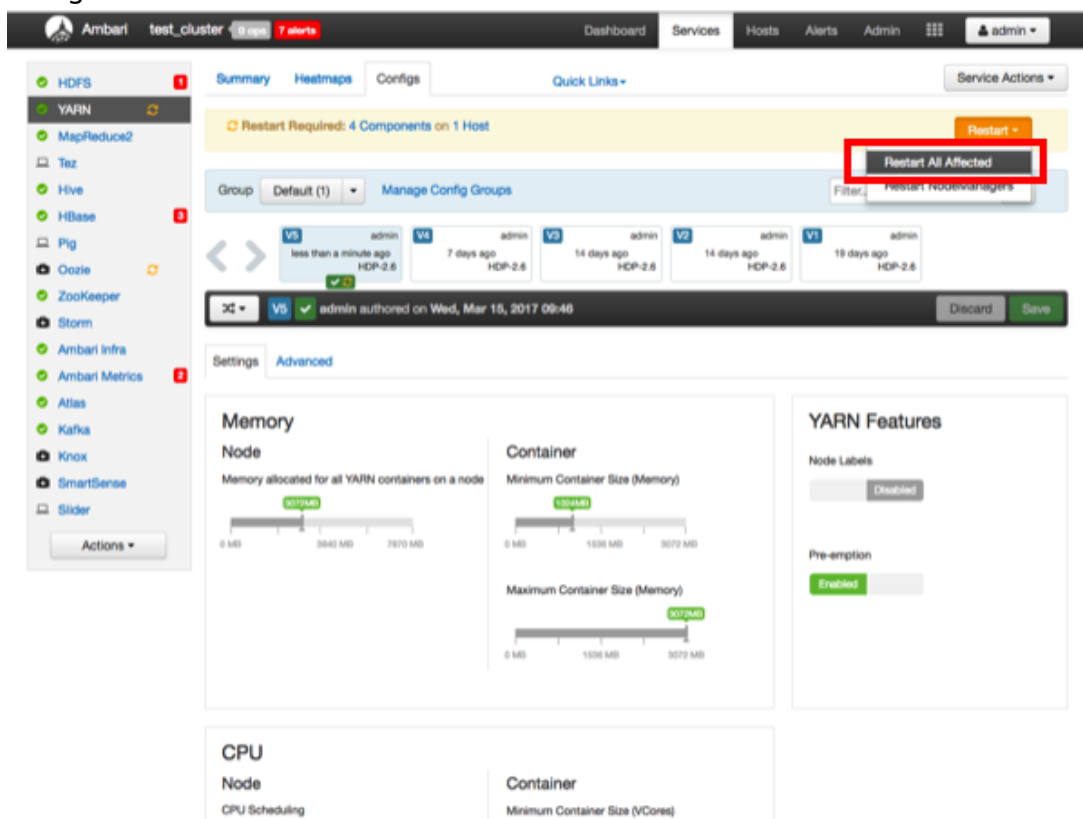 Ambari test_cluster 0 ops 7 alerts Dashboard Services Hosts Alerts Admin admin
HDFS 1
YARN
MapReduce2
Tez
Hive
HBase 3
Pig
Oozie
ZooKeeper
Storm
Ambari Infra
Ambari Metrics 2
Atlas
Kafka
Knox
SmartSense
Slider
Actions
Summary Heatmaps Configs Quick Links Service Actions
Restart Required: 4 Components on 1 Host Restart
Restart All Affected
Restart NodeManagers
Group Default (1) Manage Config Groups Filter...
V5 admin V4 admin V3 admin V2 admin V1 admin
less than a minute ago 7 days ago 14 days ago 14 days ago 19 days ago
HDP-2.6 HDP-2.6 HDP-2.6 HDP-2.6 HDP-2.6
V5 admin authored on Wed, Mar 15, 2017 09:46 Discard Save
Settings Advanced
Memory
Node
Memory allocated for all YARN containers on a node
3072MB
0 MB 3840 MB 7870 MB
Container
Minimum Container Size (Memory)
1024MB
0 MB 1536 MB 3072 MB
Maximum Container Size (Memory)
3072MB
0 MB 1536 MB 3072 MB
YARN Features
Node Labels
Disabled
Pre-emption
Enabled
CPU
Node
CPU Scheduling
Container
Minimum Container Size (VCores)